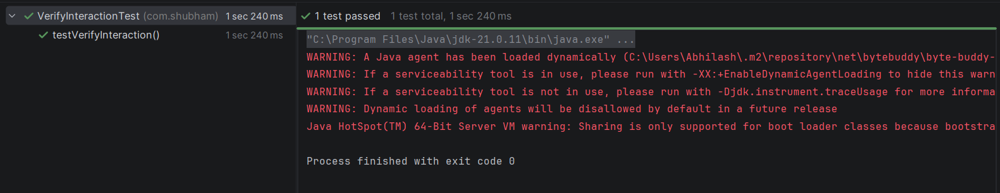 VerifyInteractionTest (com.shubham) 1 sec 240 ms
testVerifyInteraction() 1 sec 240 ms
1 test passed 1 test total, 1 sec 240 ms
"C:\Program Files\Java\jdk-21.0.11\bin\java.exe" ...
WARNING: A Java agent has been loaded dynamically (C:\Users\Abhilash\.m2\repository\net\bytebuddy\byte-buddy-
WARNING: If a serviceability tool is in use, please run with -XX:+EnableDynamicAgentLoading to hide this warn
WARNING: If a serviceability tool is not in use, please run with -Djdk.instrument.traceUsage for more informa
WARNING: Dynamic loading of agents will be disallowed by default in a future release
Java HotSpot(TM) 64-Bit Server VM warning: Sharing is only supported for boot loader classes because bootstra
Process finished with exit code 0